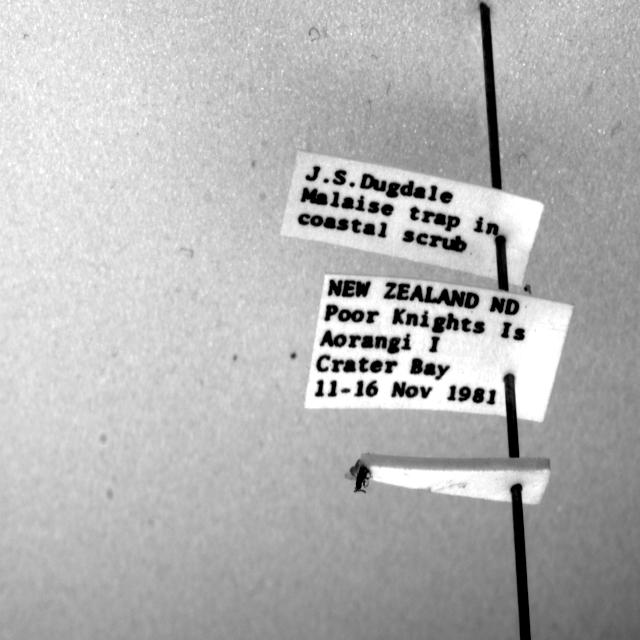 J.S.Dugdale
Malaise trap in
coastal scrub
NEW ZEALAND ND
Poor Knights Is
Aorangi I
Crater Bay
11-16 Nov 1981